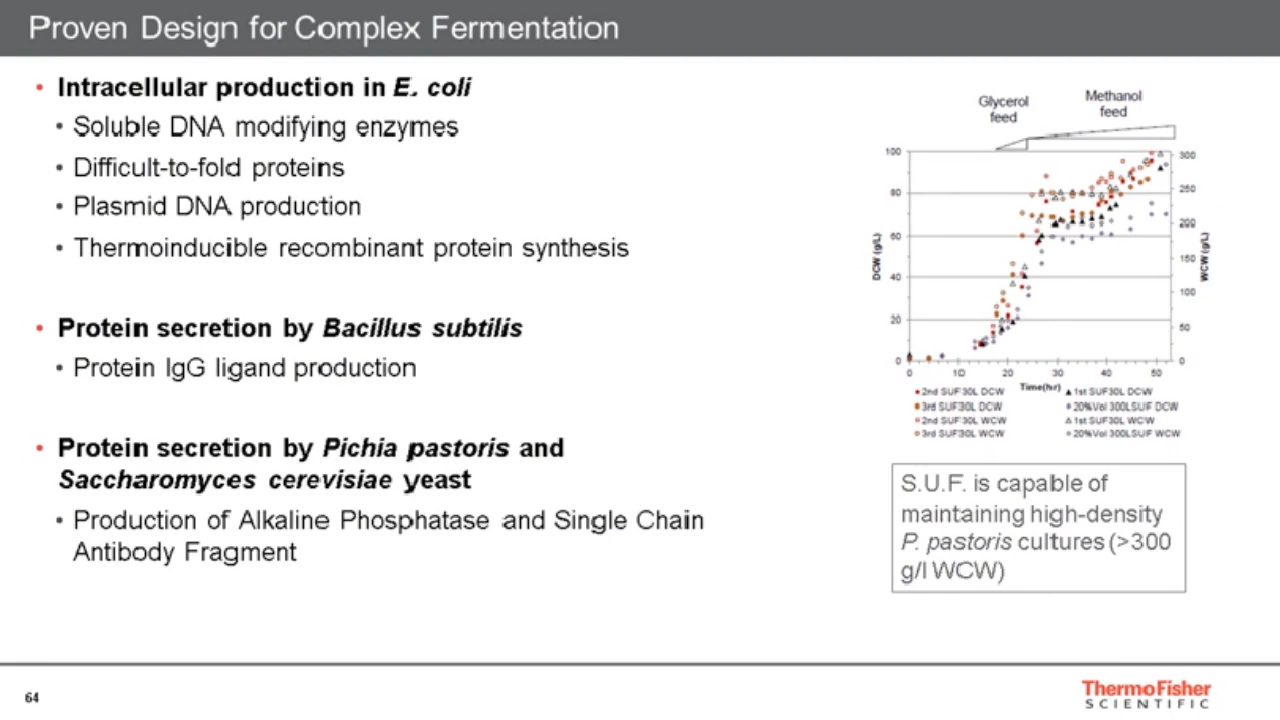 Proven Design for Complex Fermentation
• Intracellular production in E. coli
• Soluble DNA modifying enzymes
• Difficult-to-fold proteins
• Plasmid DNA production
• Thermoinducible recombinant protein synthesis
• Protein secretion by Bacillus subtilis
• Protein IgG ligand production
• Protein secretion by Pichia pastoris and
Saccharomyces cerevisiae yeast
• Production of Alkaline Phosphatase and Single Chain
Antibody Fragment
Glycerol
feed
Methanol
feed
100
80
60
40
20
0
DCW (g/L)
300
250
200
150
100
50
0
WCW (g/L)
0 10 20 30 40 50
Time(hr)
2nd SUF30L DCW
1st SUF30L DCW
3rd SUF30L DCW
20%Vol 300LSUF DCW
2nd SUF30L WCW
1st SUF30L WCW
3rd SUF30L WCW
20%Vol 300LSUF WCW
S.U.F. is capable of
maintaining high-density
P. pastoris cultures (>300
g/l WCW)
64
ThermoFisher
SCIENTIFIC